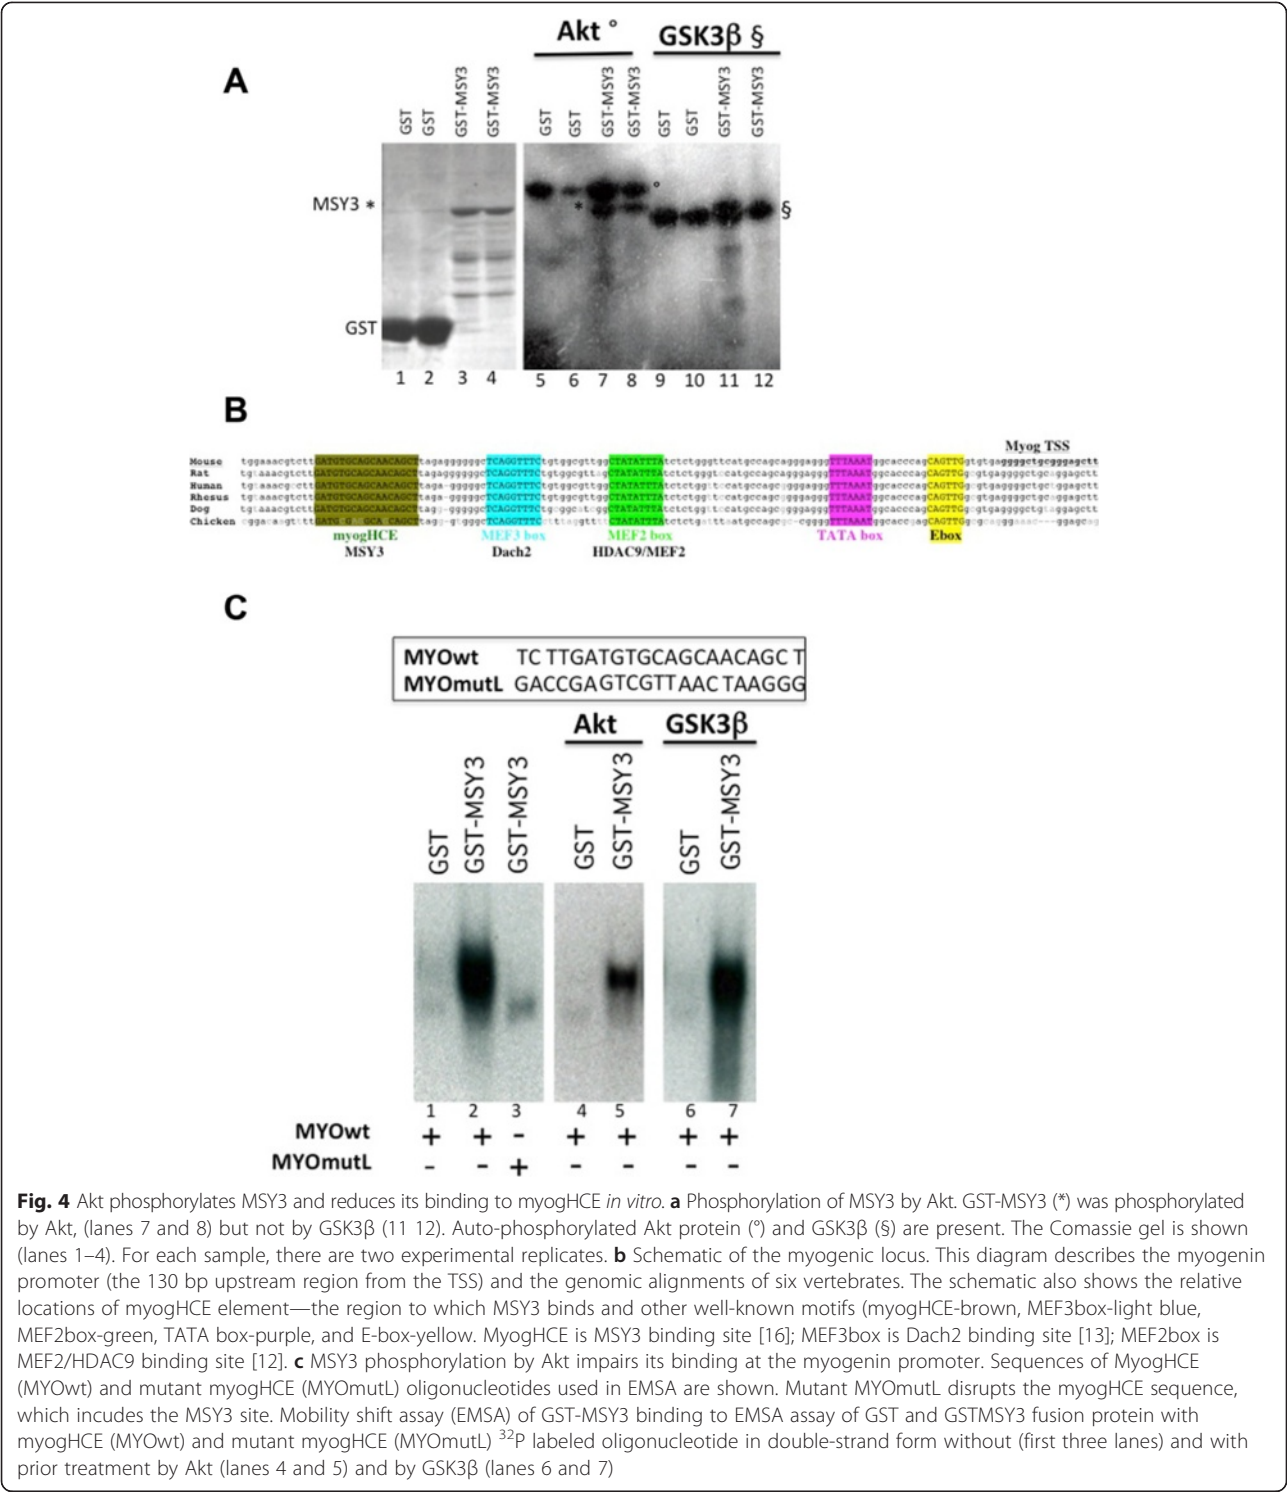 A
Akt ° GSK3β §
GST GST GST-MSY3 GST-MSY3 GST GST GST-MSY3 GST-MSY3 GST GST GST-MSY3 GST-MSY3
MSY3 *
* ° §
GST
1 2 3 4 5 6 7 8 9 10 11 12
B
Myog TSS
Mouse
Rat
Human
Rhesus
Dog
Chicken
myogHCE MEF3 box MEF2 box TATA box Ebox
MSY3 Dach2 HDAC9/MEF2
C
MYOwt TC TTGATGTGCAGCAACAGC T
MYOmutL GACCGAGTCGTTAACTAAGGG
Akt GSK3β
GST GST-MSY3 GST-MSY3 GST GST-MSY3 GST GST-MSY3
1 2 3 4 5 6 7
MYOwt + + - + + + +
MYOmutL - - + - - - -
Fig. 4 Akt phosphorylates MSY3 and reduces its binding to myogHCE in vitro. a Phosphorylation of MSY3 by Akt. GST-MSY3 (*) was phosphorylated
by Akt, (lanes 7 and 8) but not by GSK3β (11 12). Auto-phosphorylated Akt protein (°) and GSK3β (§) are present. The Comassie gel is shown
(lanes 1–4). For each sample, there are two experimental replicates. b Schematic of the myogenic locus. This diagram describes the myogenin
promoter (the 130 bp upstream region from the TSS) and the genomic alignments of six vertebrates. The schematic also shows the relative
locations of myogHCE element—the region to which MSY3 binds and other well-known motifs (myogHCE-brown, MEF3box-light blue,
MEF2box-green, TATA box-purple, and E-box-yellow. MyogHCE is MSY3 binding site [16]; MEF3box is Dach2 binding site [13]; MEF2box is
MEF2/HDAC9 binding site [12]. c MSY3 phosphorylation by Akt impairs its binding at the myogenin promoter. Sequences of MyogHCE
(MYOwt) and mutant myogHCE (MYOmutL) oligonucleotides used in EMSA are shown. Mutant MYOmutL disrupts the myogHCE sequence,
which incudes the MSY3 site. Mobility shift assay (EMSA) of GST-MSY3 binding to EMSA assay of GST and GSTMSY3 fusion protein with
myogHCE (MYOwt) and mutant myogHCE (MYOmutL) 32P labeled oligonucleotide in double-strand form without (first three lanes) and with
prior treatment by Akt (lanes 4 and 5) and by GSK3β (lanes 6 and 7)